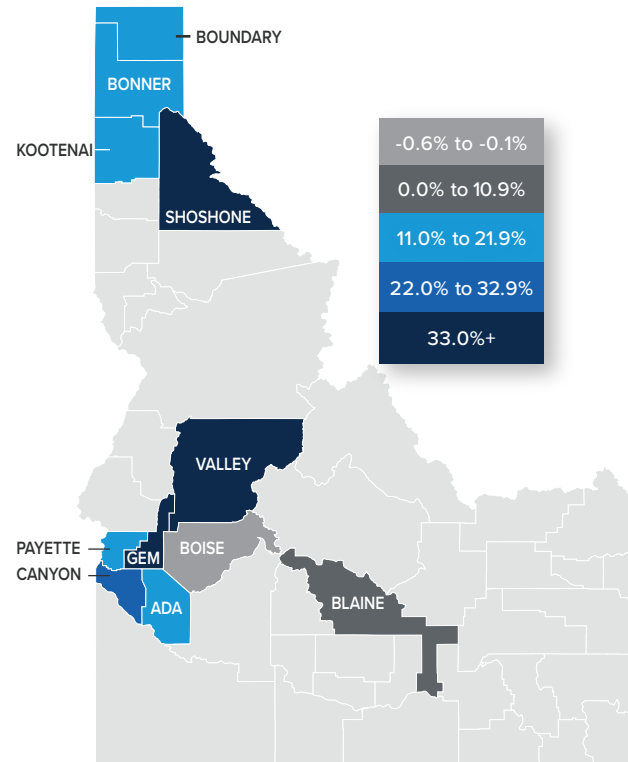 BOUNDARY
BONNER
KOOTENAI
SHOSHONE
-0.6% to -0.1%
0.0% to 10.9%
11.0% to 21.9%
22.0% to 32.9%
33.0%+
VALLEY
PAYETTE
GEM
BOISE
CANYON
ADA
BLAINE